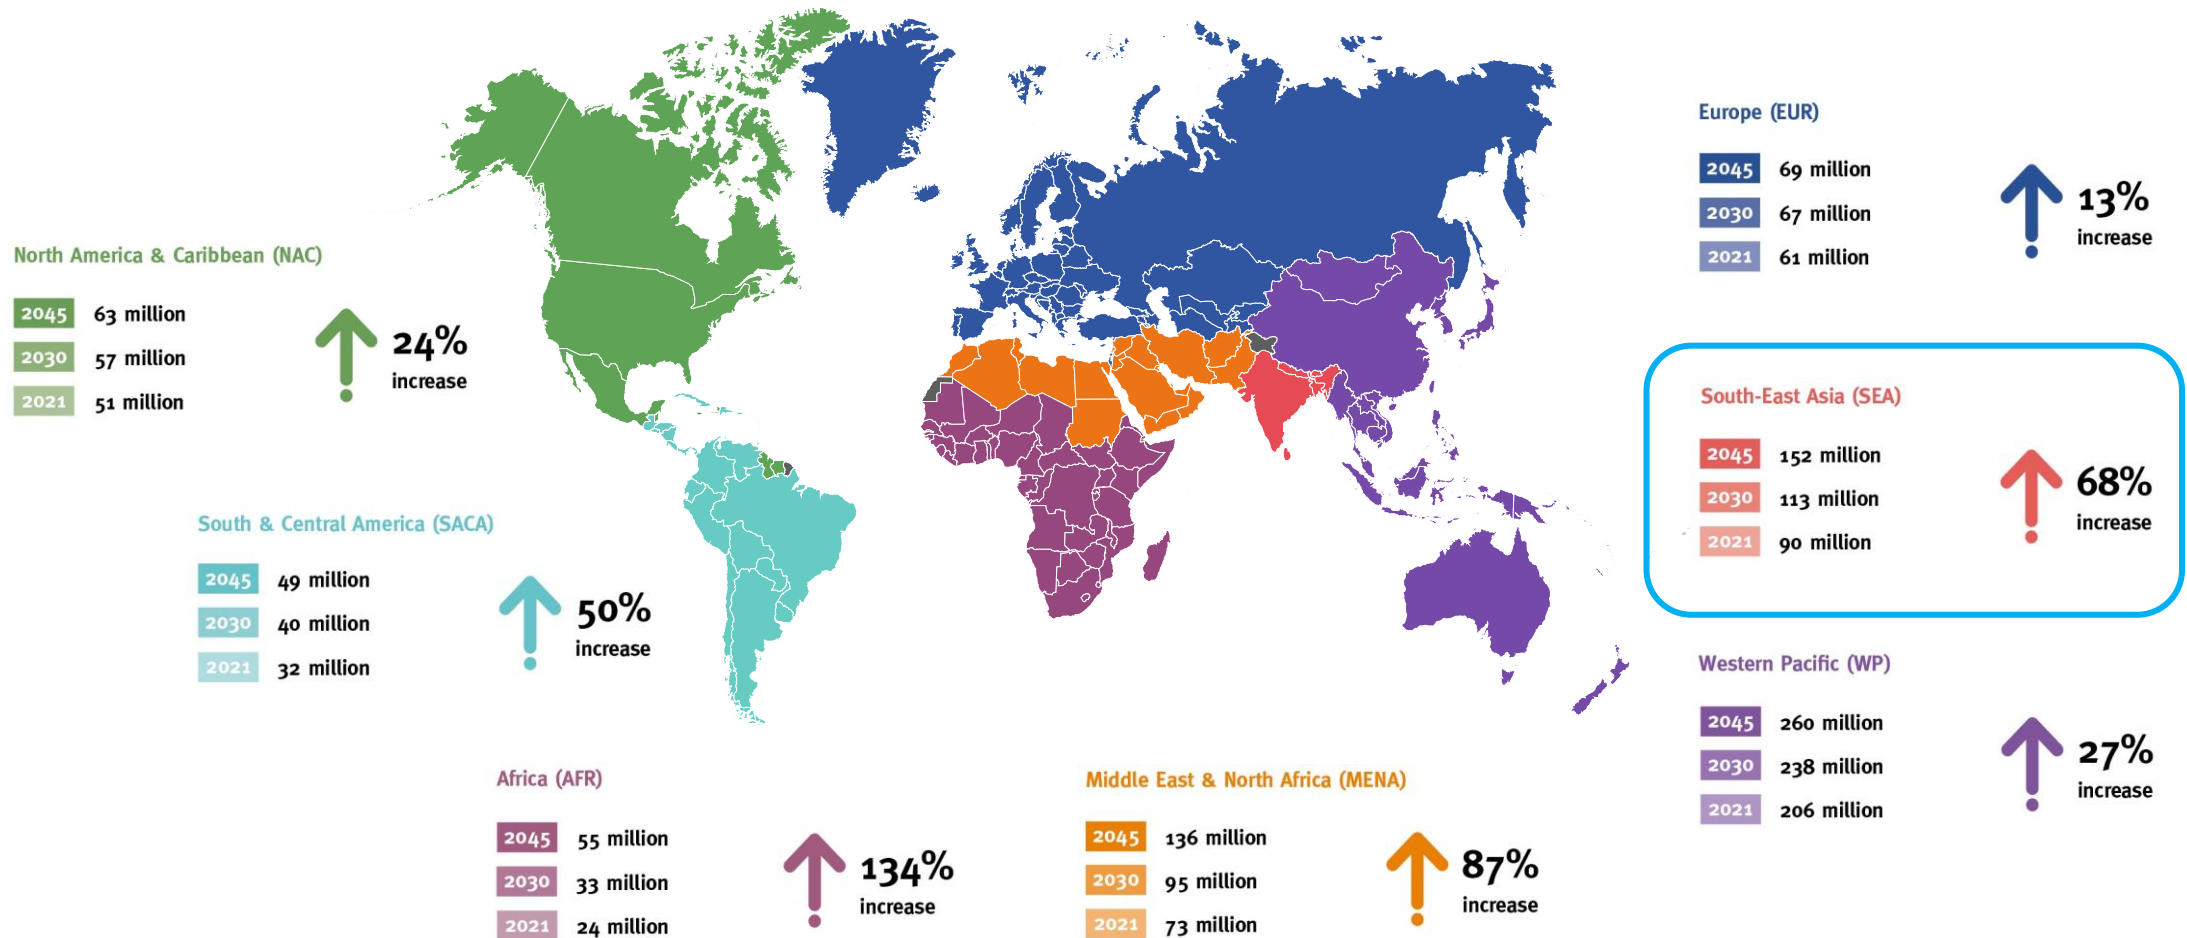 Europe (EUR)
2045 69 million
2030 67 million
2021 61 million
13%
increase
North America & Caribbean (NAC)
2045 63 million
2030 57 million
2021 51 million
24%
increase
South-East Asia (SEA)
2045 152 million
2030 113 million
2021 90 million
68%
increase
South & Central America (SACA)
2045 49 million
2030 40 million
2021 32 million
50%
increase
Western Pacific (WP)
2045 260 million
2030 238 million
2021 206 million
27%
increase
Africa (AFR)
2045 55 million
2030 33 million
2021 24 million
134%
increase
Middle East & North Africa (MENA)
2045 136 million
2030 95 million
2021 73 million
87%
increase